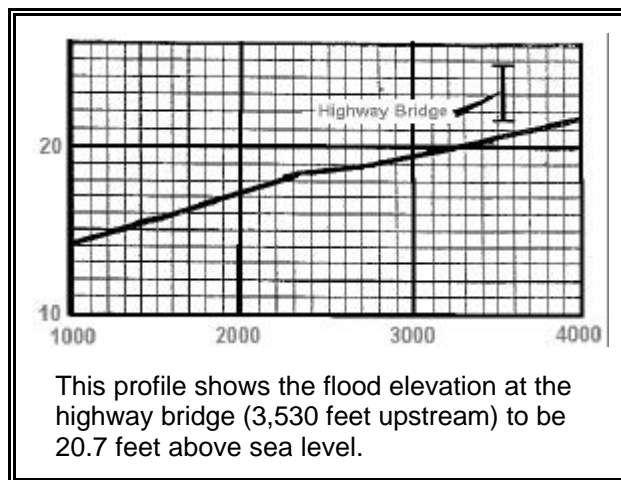 Highway Bridge
20
10
1000 2000 3000 4000
This profile shows the flood elevation at the
highway bridge (3,530 feet upstream) to be
20.7 feet above sea level.